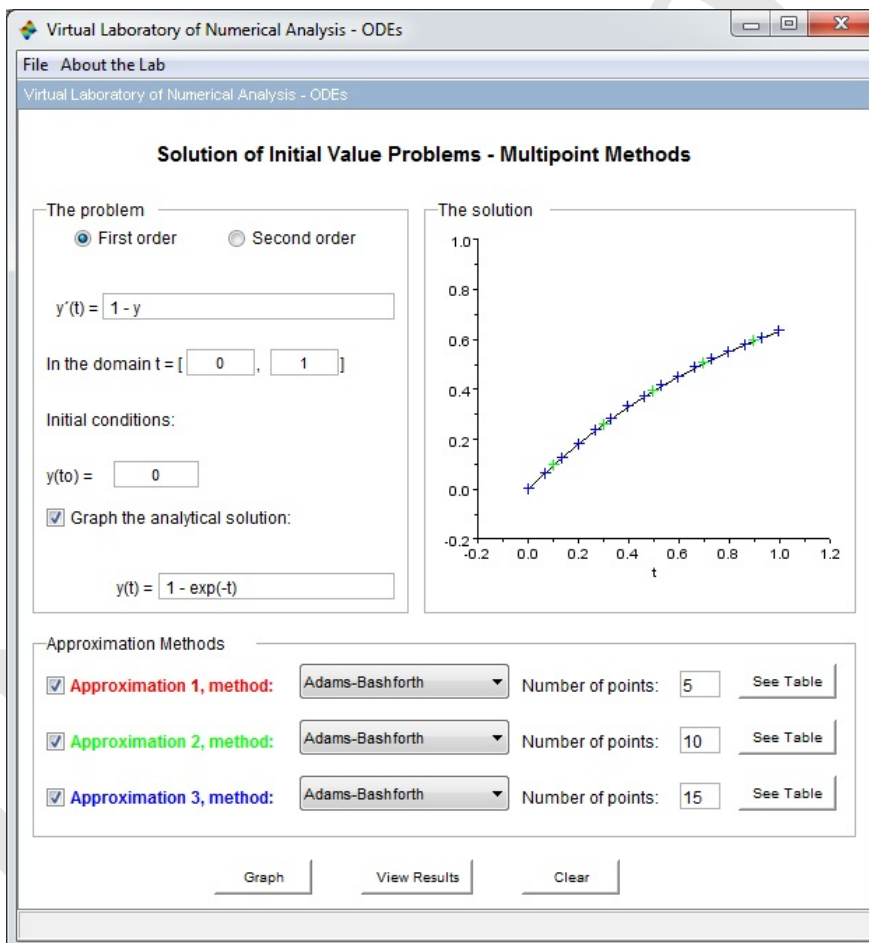 Virtual Laboratory of Numerical Analysis - ODEs
File About the Lab
Virtual Laboratory of Numerical Analysis - ODEs
Solution of Initial Value Problems - Multipoint Methods
The problem
First order Second order
y´(t) = 1 - y
In the domain t = [ 0 , 1 ]
Initial conditions:
y(to) = 0
Graph the analytical solution:
y(t) = 1 - exp(-t)
The solution
1.0
0.8
0.6
0.4
0.2
0.0
-0.2
-0.2 0.0 0.2 0.4 0.6 0.8 1.0 1.2
t
Approximation Methods
Approximation 1, method: Adams-Bashforth Number of points: 5 See Table
Approximation 2, method: Adams-Bashforth Number of points: 10 See Table
Approximation 3, method: Adams-Bashforth Number of points: 15 See Table
Graph View Results Clear